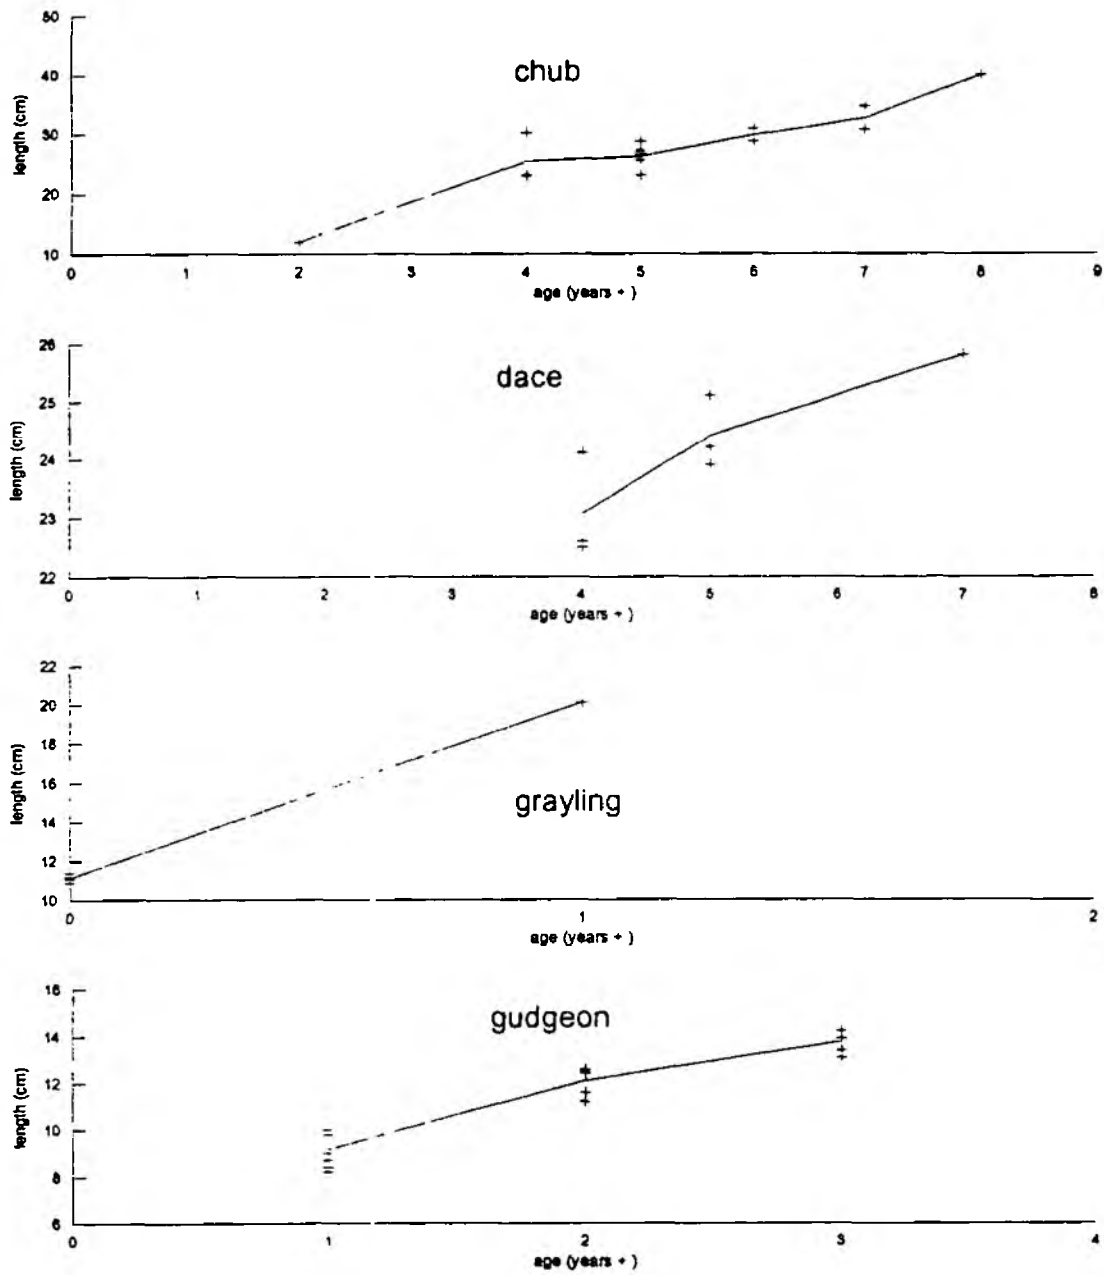 50
chub
40
length (cm)
30
20
10
0 1 2 3 4 5 6 7 8 9
age (years + )
26
dace
25
length (cm)
24
23
22
0 1 2 3 4 5 6 7 8
age (years + )
22
20
18
length (cm)
16
grayling
14
12
10
0 1 2
age (years + )
16
gudgeon
14
length (cm)
12
10
8
6
0 1 2 3 4
age (years + )